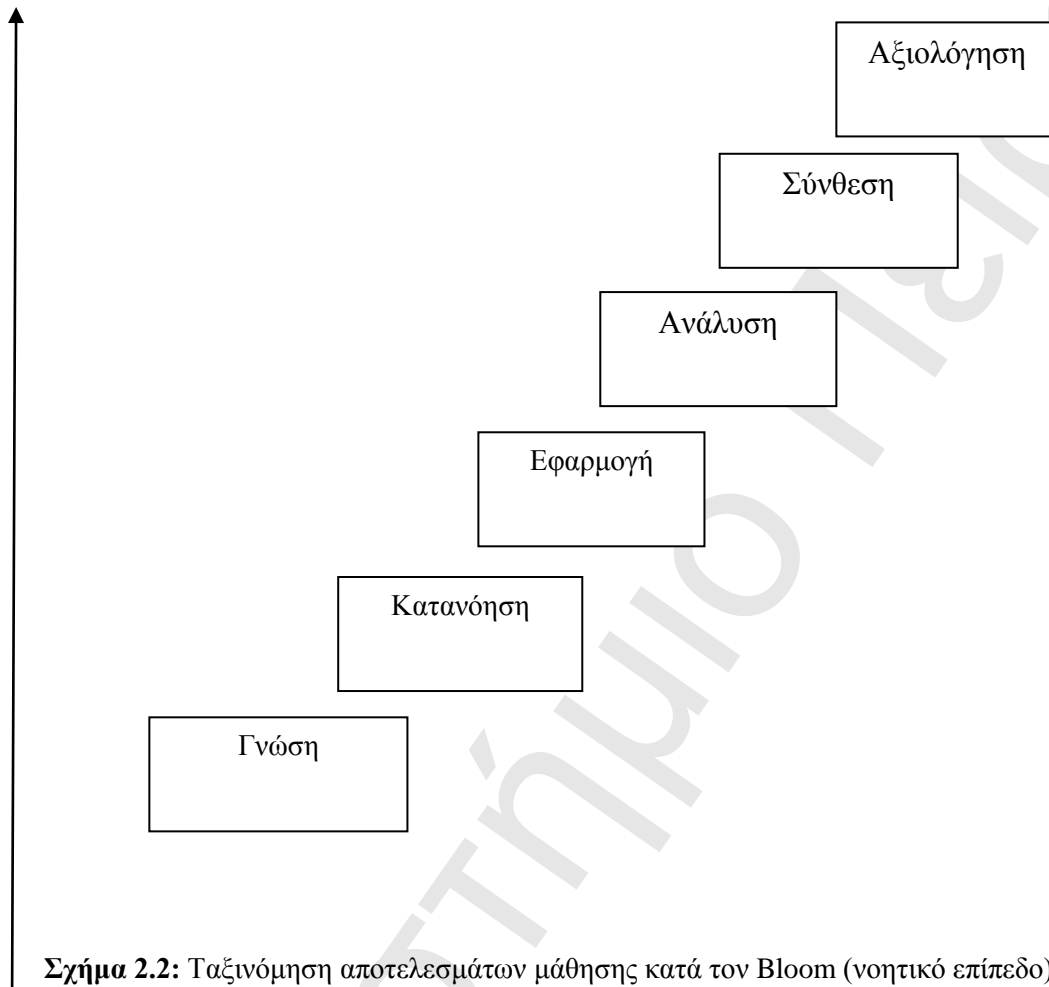 Αξιολόγηση
Σύνθεση
Ανάλυση
Εφαρμογή
Κατανόηση
Γνώση
Σχήμα 2.2: Ταξινόμηση αποτελεσμάτων μάθησης κατά τον Bloom (νοητικό επίπεδο)